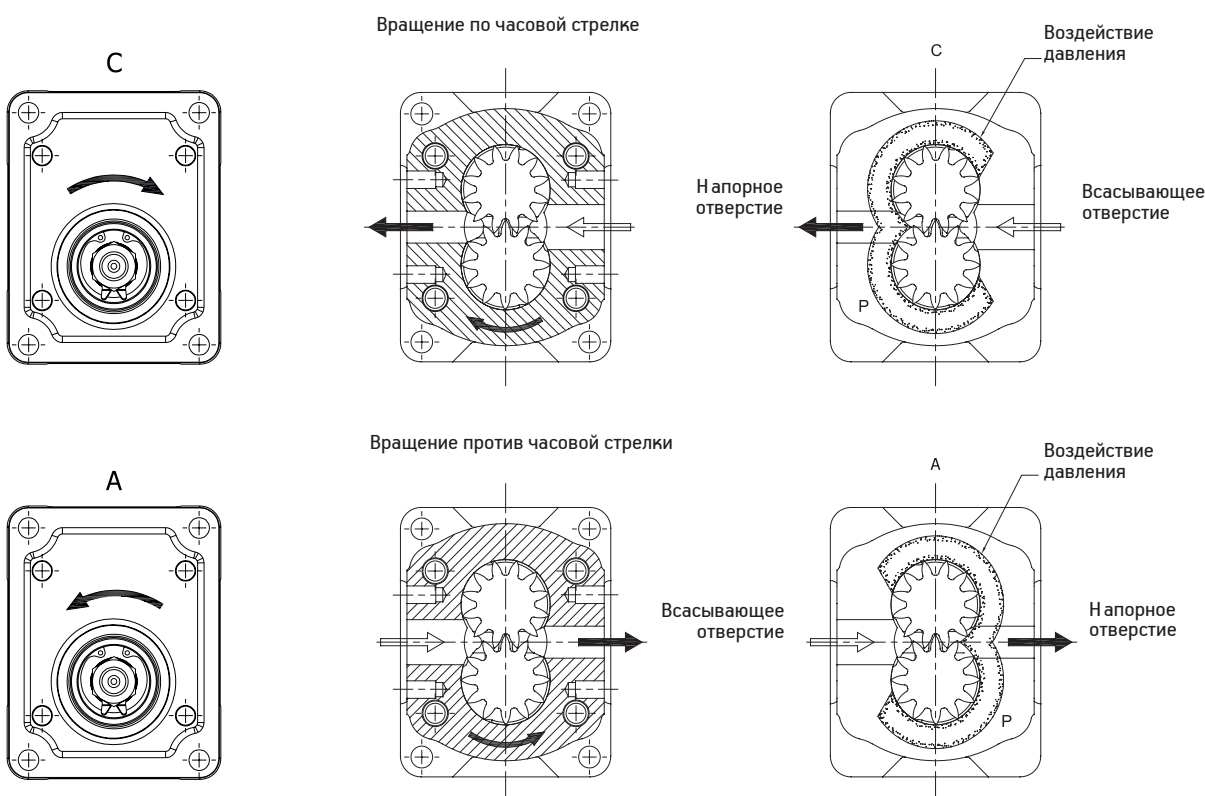 Вращение по часовой стрелке
C
C
Воздействие
давления
Напорное
отверстие
Всасывающее
отверстие
P
Вращение против часовой стрелки
A
A
Воздействие
давления
Всасывающее
отверстие
Напорное
отверстие
P